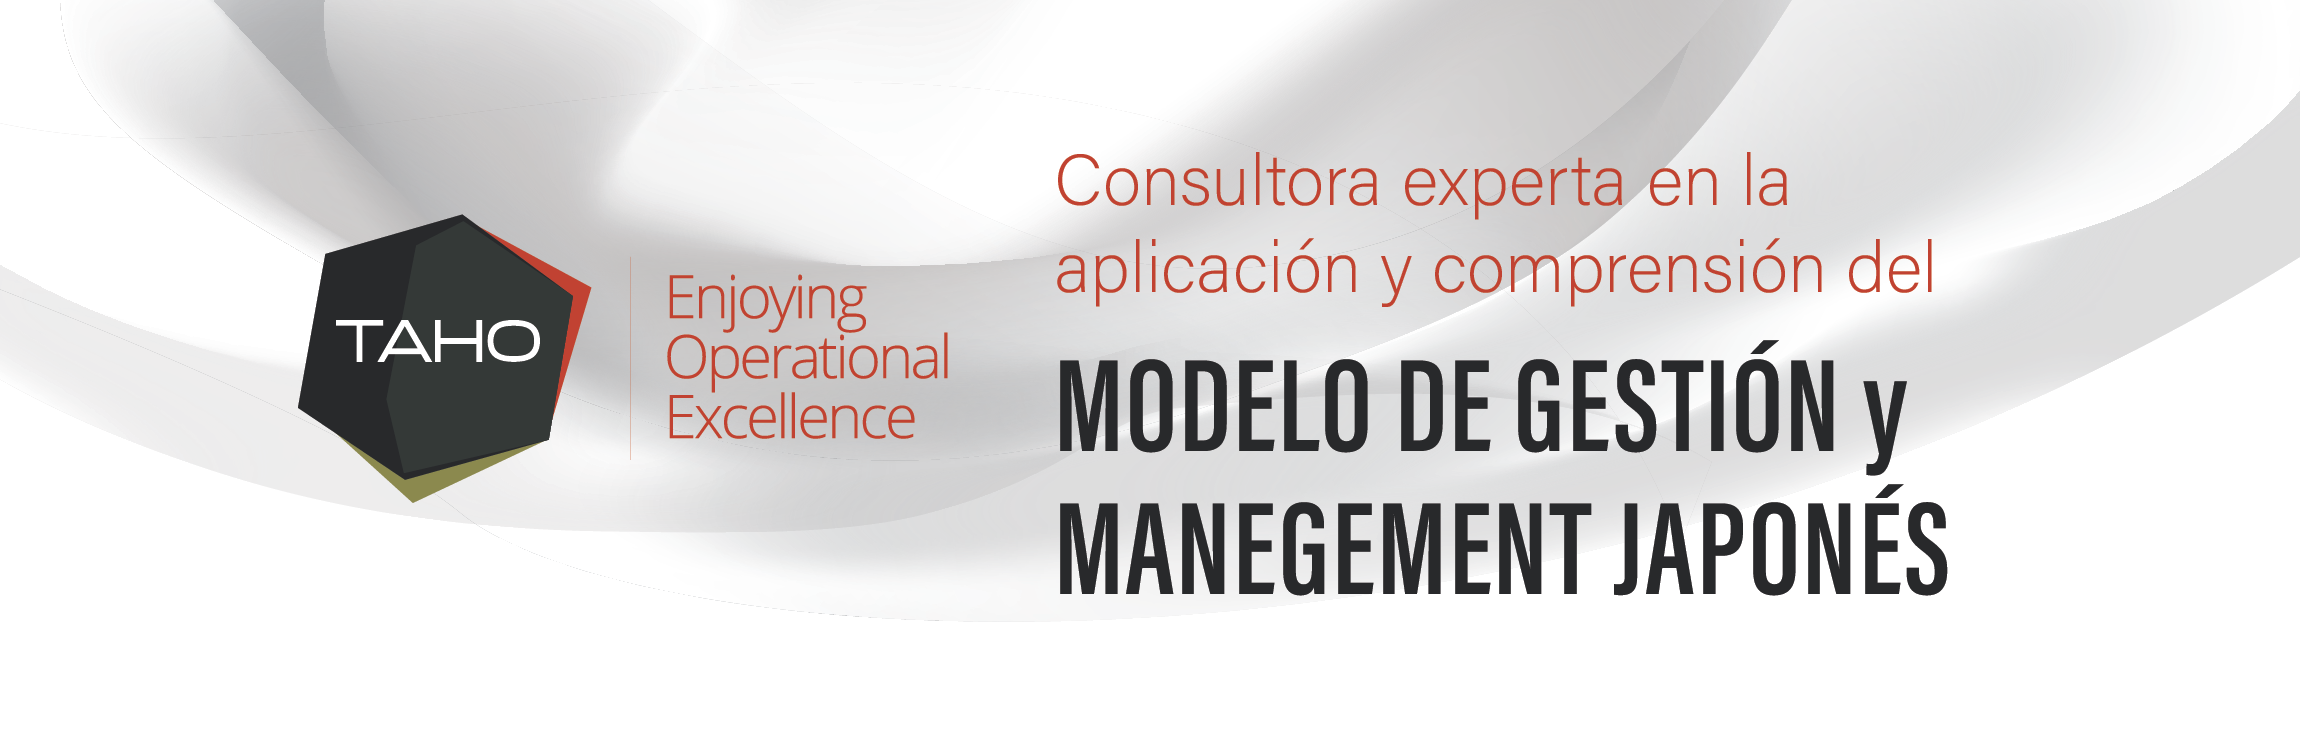 TAHO
Enjoying
Operational
Excellence
Consultora experta en la
aplicación y comprensión del
MODELO DE GESTIÓN y
MANEGEMENT JAPONÉS